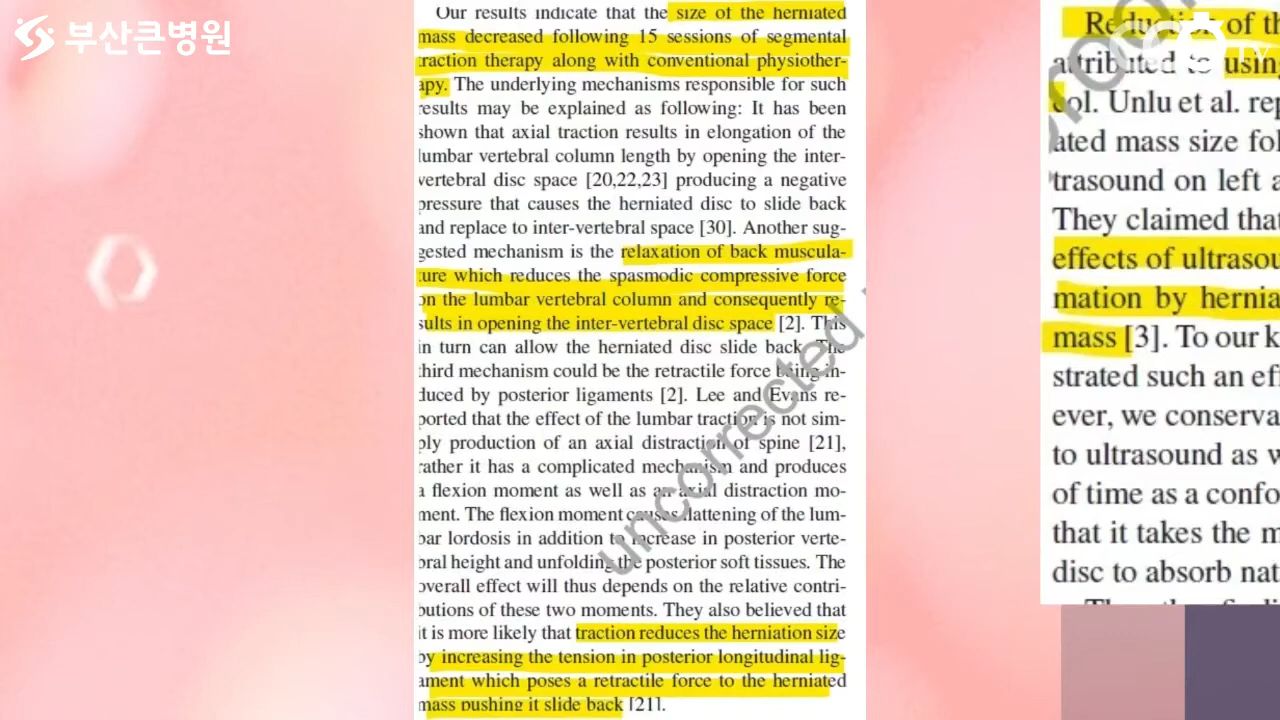 부산큰병원
Our results indicate that the size of the herniated
mass decreased following 15 sessions of segmental
traction therapy along with conventional physiother-
apy. The underlying mechanisms responsible for such
results may be explained as following: It has been
shown that axial traction results in elongation of the
lumbar vertebral column length by opening the inter-
vertebral disc space [20,22,23] producing a negative
pressure that causes the herniated disc to slide back
and replace to inter-vertebral space [30]. Another sug-
gested mechanism is the relaxation of back muscula-
ture which reduces the spasmodic compressive force
on the lumbar vertebral column and consequently re-
sults in opening the inter-vertebral disc space [2]. This
in turn can allow the herniated disc slide back. The
third mechanism could be the retractile force being in-
duced by posterior ligaments [2]. Lee and Evans re-
ported that the effect of the lumbar traction is not sim-
ply production of an axial distraction of spine [21],
rather it has a complicated mechanism and produces
a flexion moment as well as an axial distraction mo-
ment. The flexion moment causes flattening of the lum-
bar lordosis in addition to increase in posterior verte-
bral height and unfolding the posterior soft tissues. The
overall effect will thus depends on the relative contri-
butions of these two moments. They also believed that
it is more likely that traction reduces the herniation size
by increasing the tension in posterior longitudinal lig-
ament which poses a retractile force to the herniated
mass pushing it slide back [21].
uncorrected
Reduction of th
attributed to using
col. Unlu et al. rep
ated mass size fol
trasound on left a
They claimed that
effects of ultrasou
mation by hernia
mass [3]. To our k
strated such an eff
ever, we conserva
to ultrasound as w
of time as a confo
that it takes the m
disc to absorb nat
TV